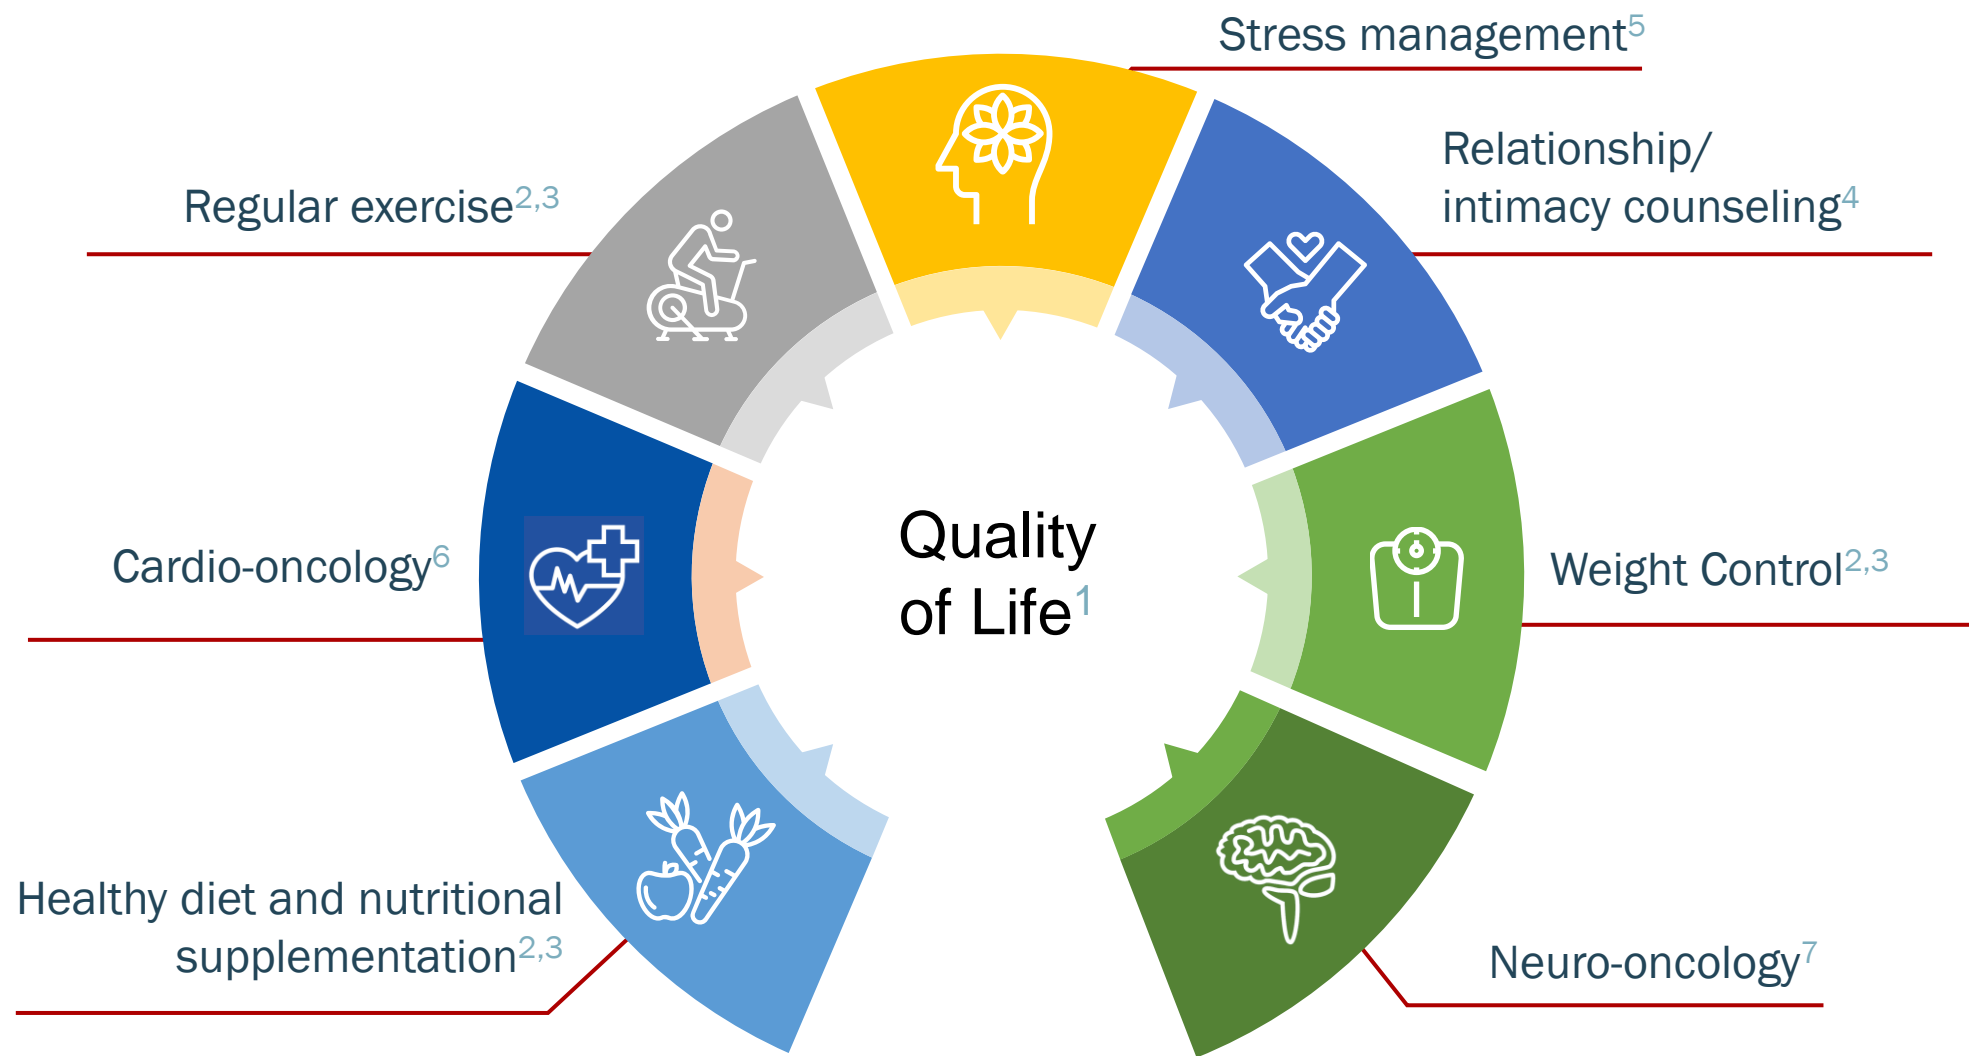 Stress management5
Relationship/
intimacy counseling4
Regular exercise2,3
Quality
of Life1
Cardio-oncology6
Weight Control2,3
Healthy diet and nutritional
supplementation2,3
Neuro-oncology7